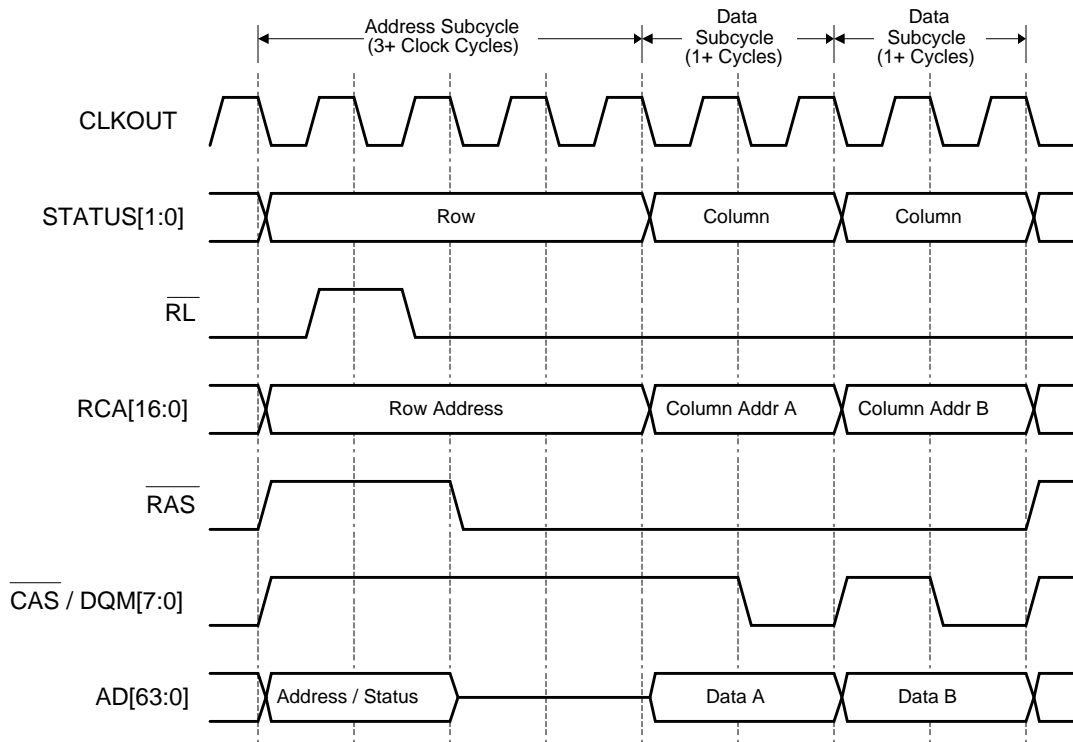 Address Subcycle
(3+ Clock Cycles)
Data
Subcycle
(1+ Cycles)
Data
Subcycle
(1+ Cycles)
CLKOUT
STATUS[1:0]
Row
Column
Column
RL
RCA[16:0]
Row Address
Column Addr A
Column Addr B
RAS
CAS / DQM[7:0]
AD[63:0]
Address / Status
Data A
Data B